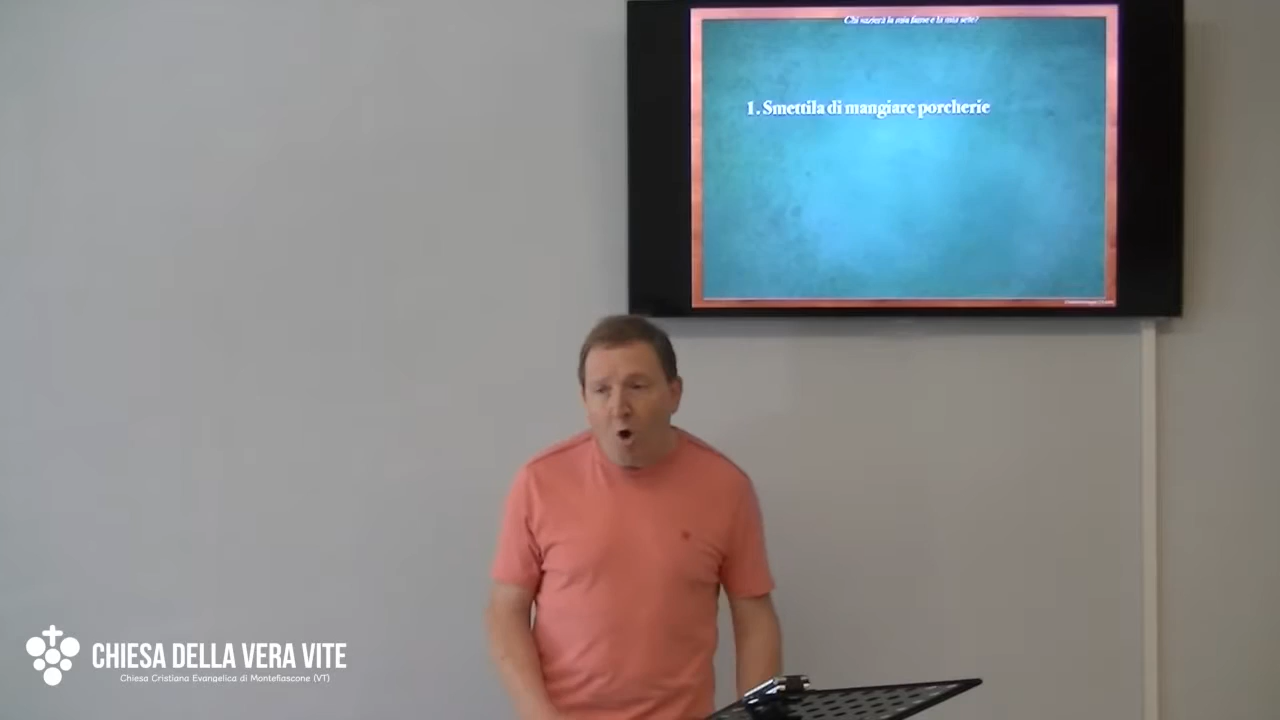 Chi sazierà la mia fame e la mia sete?
1. Smettila di mangiare porcherie
CHIESA DELLA VERA VITE
Chiesa Cristiana Evangelica di Montefiascone (VT)